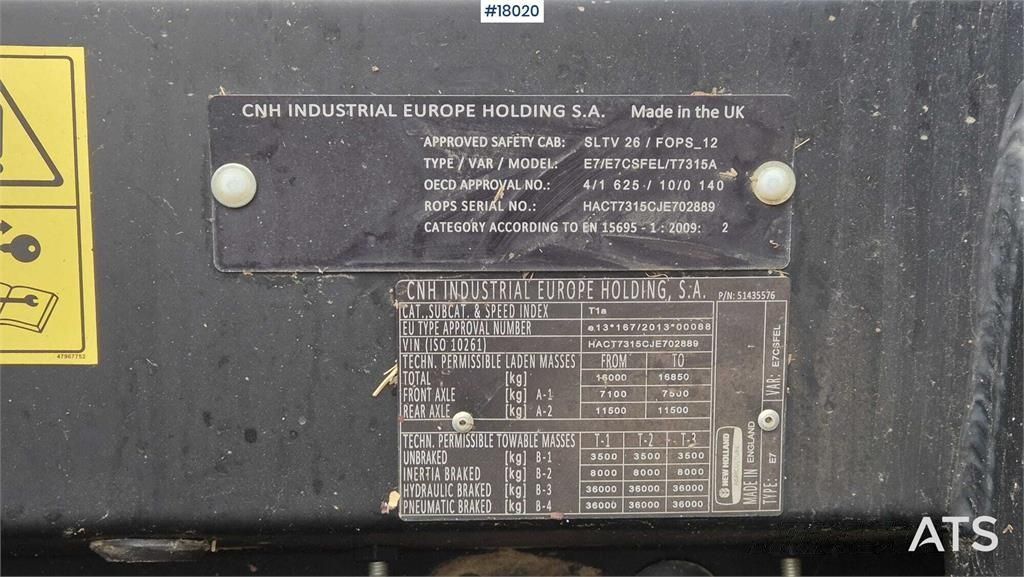 #18020
CNH INDUSTRIAL EUROPE HOLDING S.A. Made in the UK
APPROVED SAFETY CAB: SLTV 26 / FOPS_12
TYPE / VAR / MODEL: E7/E7CSFEL/T7315A
OECD APPROVAL NO.: 4/1 625 / 10/0 140
ROPS SERIAL NO.: HACT7315CJE702889
CATEGORY ACCORDING TO EN 15695 - 1 : 2009: 2
47967752
CNH INDUSTRIAL EUROPE HOLDING, S.A. P/N: 51435576
CAT., SUBCAT. & SPEED INDEX T1a
EU TYPE APPROVAL NUMBER e13*167/2013*00088
VIN (ISO 10261) HACT7315CJE702889
TECHN. PERMISSIBLE LADEN MASSES FROM TO
TOTAL [kg] 16000 16850
FRONT AXLE [kg] A-1 7100 7500
REAR AXLE [kg] A-2 11500 11500
TECHN. PERMISSIBLE TOWABLE MASSES T-1 T-2 T-3
UNBRAKED [kg] B-1 3500 3500 3500
INERTIA BRAKED [kg] B-2 8000 8000 8000
HYDRAULIC BRAKED [kg] B-3 36000 36000 36000
PNEUMATIC BRAKED [kg] B-4 36000 36000 36000
NEW HOLLAND
AGRICULTURE
MADE IN ENGLAND
TYPE: E7
VAR: E7CSFEL
ATS